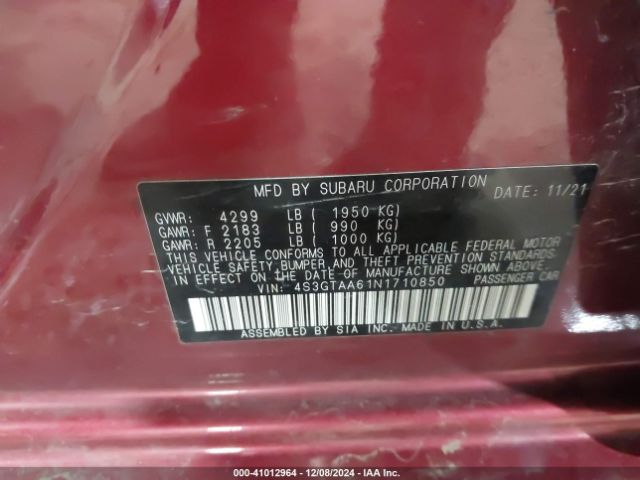 MFD BY SUBARU CORPORATION DATE: 11/21
GVWR: 4299 LB ( 1950 KG)
GAWR: F 2183 LB ( 990 KG)
GAWR: R 2205 LB ( 1000 KG)
THIS VEHICLE CONFORMS TO ALL APPLICABLE FEDERAL MOTOR
VEHICLE SAFETY, BUMPER AND THEFT PREVENTION STANDARDS
IN EFFECT ON THE DATE OF MANUFACTURE SHOWN ABOVE.
VIN: 4S3GTAA61N1710850 PASSENGER CAR
ASSEMBLED BY SIA INC. MADE IN U.S.A.
000-41012964 | 12/08/2024 | IAA Inc.